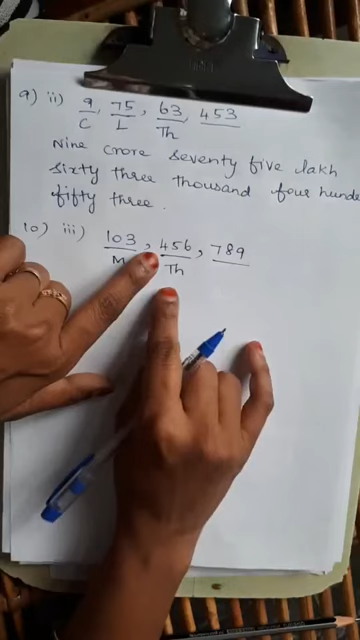 9) ii) 9, 75, 63, 453
C L Th
Nine crore seventy five lakh
sixty three thousand four hunde
fifty three.
10) iii) 103, 456, 789
M Th